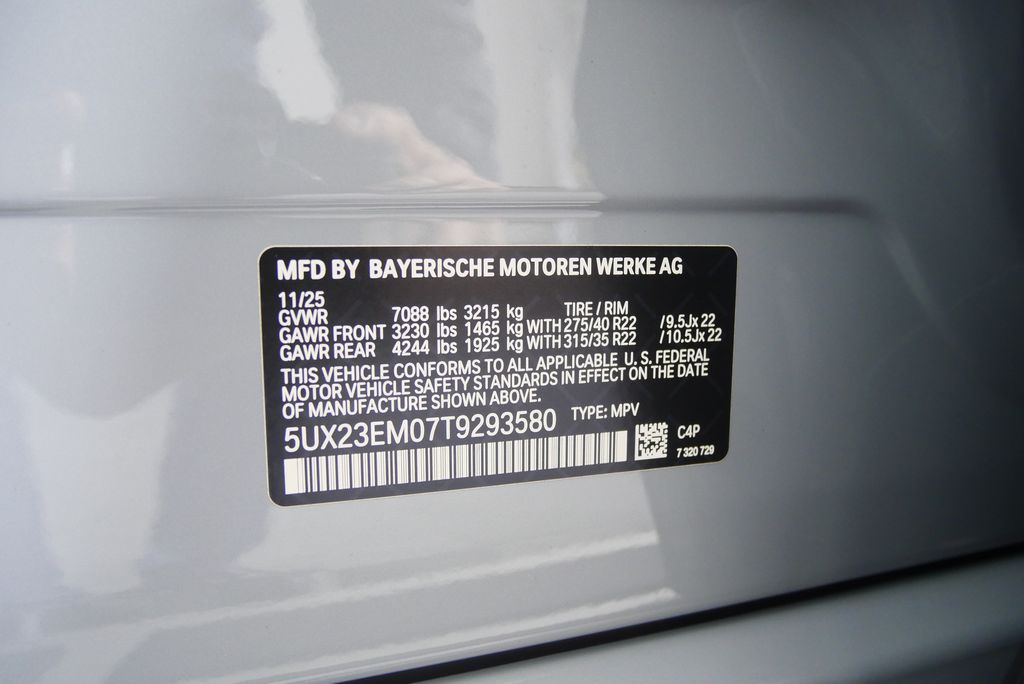 MFD BY BAYERISCHE MOTOREN WERKE AG
11/25
GVWR 7088 lbs 3215 kg TIRE / RIM
GAWR FRONT 3230 lbs 1465 kg WITH 275/40 R22 /9.5Jx 22
GAWR REAR 4244 lbs 1925 kg WITH 315/35 R22 /10.5Jx 22
THIS VEHICLE CONFORMS TO ALL APPLICABLE U.S. FEDERAL
MOTOR VEHICLE SAFETY STANDARDS IN EFFECT ON THE DATE
OF MANUFACTURE SHOWN ABOVE.
5UX23EM07T9293580 TYPE: MPV
C4P
7 320 729